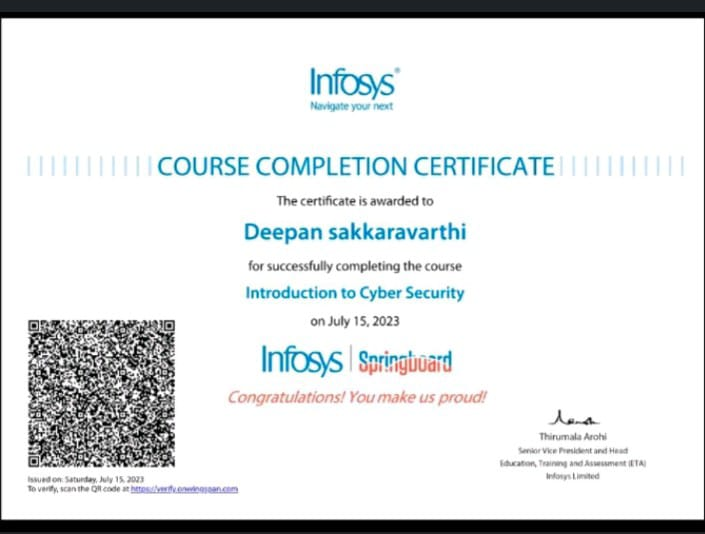 Infosys®
Navigate your next
COURSE COMPLETION CERTIFICATE
The certificate is awarded to
Deepan sakkaravarthi
for successfully completing the course
Introduction to Cyber Security
on July 15, 2023
Infosys | Springboard
Congratulations! You make us proud!
Thirumala Arohi
Senior Vice President and Head
Education, Training and Assessment (ETA)
Infosys Limited
Issued on: Saturday, July 15, 2023
To verify, scan the QR code at https://verify.onwingspan.com